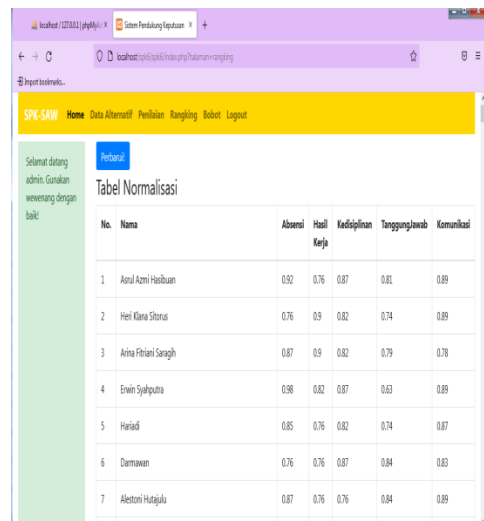 localhost / 127.0.0.1 | phpMyAd
Sistem Pendukung Keputusan
localhost/spk6/spk6/index.php?halaman=rangking
Import bookmarks...
SPK-SAW Home Data Alternatif Penilaian Rangking Bobot Logout
Selamat datang
admin. Gunakan
wewenang dengan
baik!
Perbarui!
Tabel Normalisasi
No. Nama Absensi Hasil Kerja Kedisiplinan TanggungJawab Komunikasi
1 Asrul Azmi Hasibuan 0.92 0.76 0.87 0.81 0.89
2 Heri Klana Sitorus 0.76 0.9 0.82 0.74 0.89
3 Arina Fitriani Saragih 0.87 0.9 0.82 0.79 0.78
4 Erwin Syahputra 0.98 0.82 0.87 0.63 0.89
5 Hariadi 0.85 0.76 0.82 0.74 0.87
6 Darmawan 0.76 0.76 0.87 0.84 0.83
7 Alestoni Hutajulu 0.87 0.76 0.76 0.84 0.89